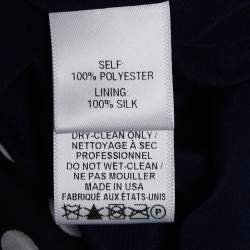 SELF:
100% POLYESTER
LINING:
100% SILK
DRY-CLEAN ONLY /
NETTOYAGE À SEC
PROFESSIONNEL
DO NOT WET-CLEAN /
NE PAS MOUILLER
MADE IN USA
FABRIQUÉ AUX ÉTATS-UNIS